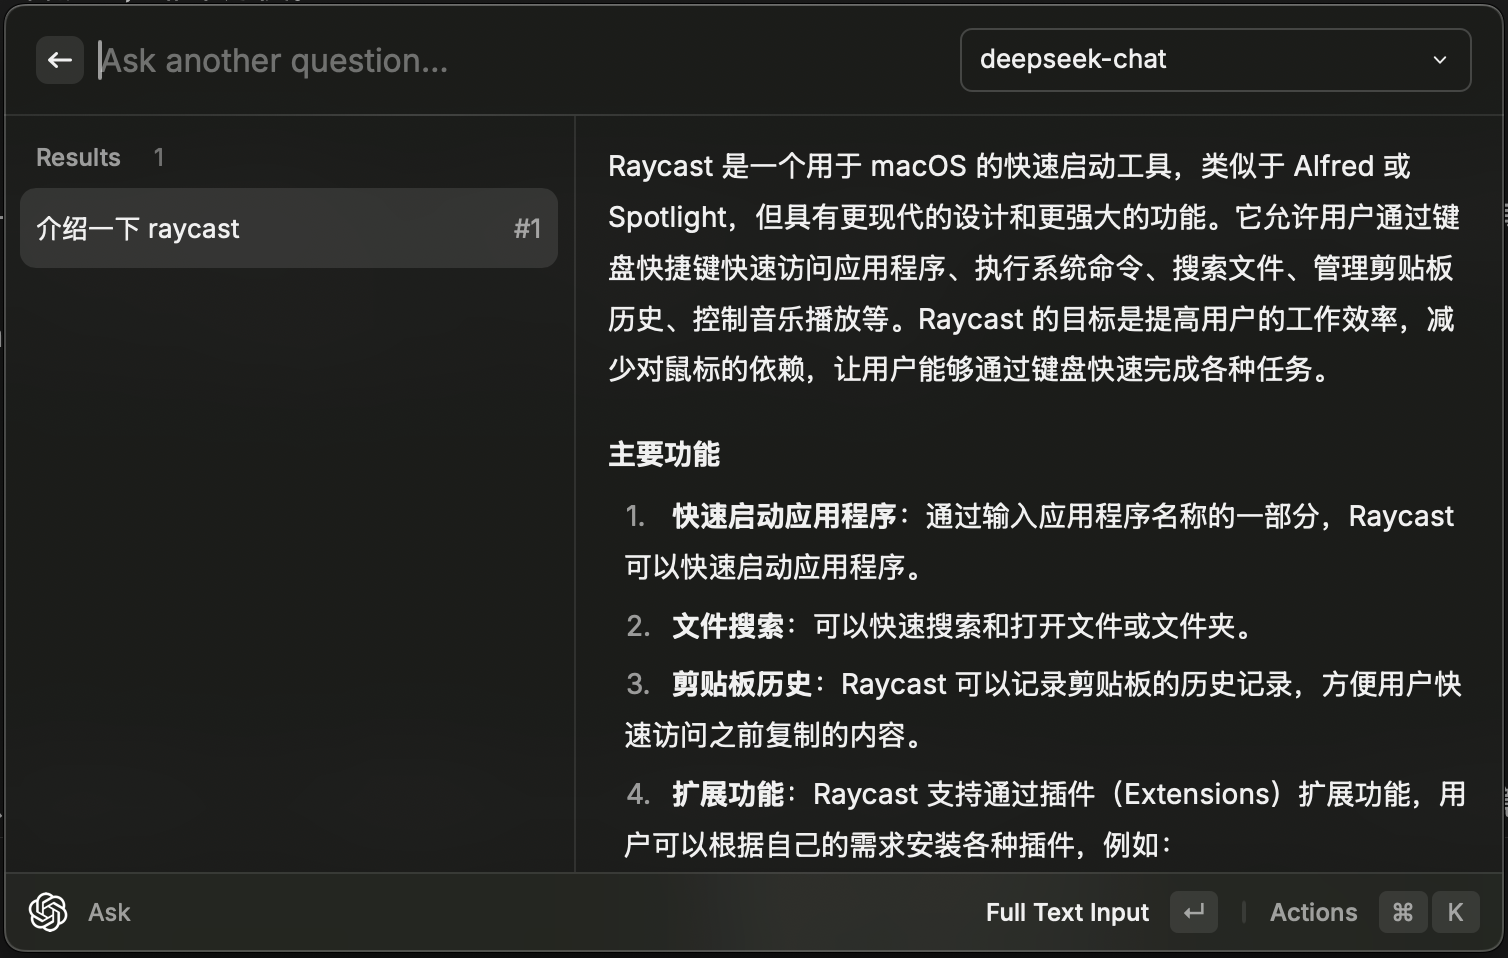 Ask another question...
deepseek-chat
Results 1
介绍一下 raycast #1
Raycast 是一个用于 macOS 的快速启动工具，类似于 Alfred 或
Spotlight，但具有更现代的设计和更强大的功能。它允许用户通过键
盘快捷键快速访问应用程序、执行系统命令、搜索文件、管理剪贴板
历史、控制音乐播放等。Raycast 的目标是提高用户的工作效率，减
少对鼠标的依赖，让用户能够通过键盘快速完成各种任务。
主要功能
1. 快速启动应用程序：通过输入应用程序名称的一部分，Raycast
可以快速启动应用程序。
2. 文件搜索：可以快速搜索和打开文件或文件夹。
3. 剪贴板历史：Raycast 可以记录剪贴板的历史记录，方便用户快
速访问之前复制的内容。
4. 扩展功能：Raycast 支持通过插件（Extensions）扩展功能，用
户可以根据自己的需求安装各种插件，例如：
Ask
Full Text Input ↵ Actions ⌘ K